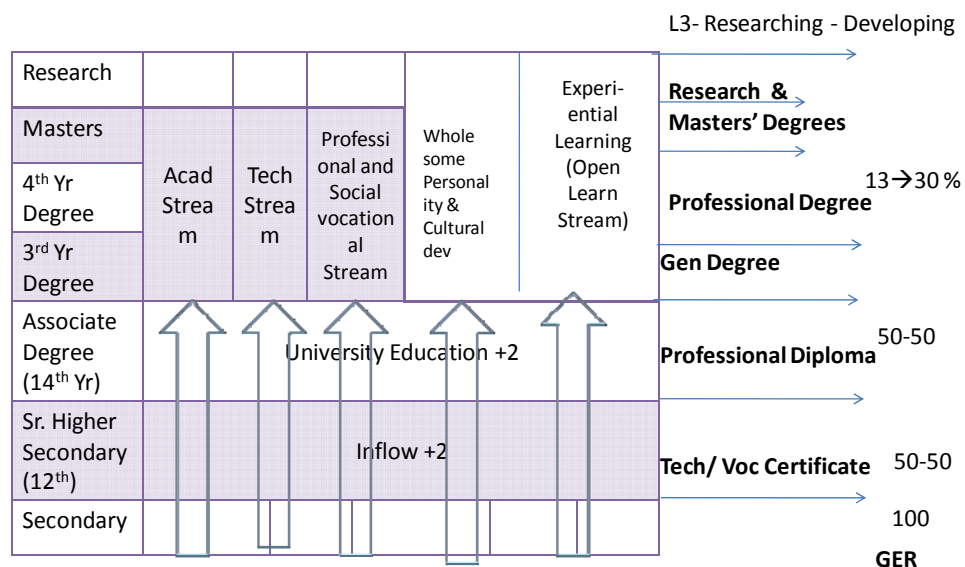 L3- Researching - Developing
Research
Masters
4th Yr
Degree
3rd Yr
Degree
Associate
Degree
(14th Yr)
Sr. Higher
Secondary
(12th)
Secondary
Acad
Strea
m
Tech
Strea
m
Professi
onal and
Social
vocation
al
Stream
Whole
some
Personal
ity &
Cultural
dev
Experi-
ential
Learning
(Open
Learn
Stream)
University Education +2
Inflow +2
Research &
Masters’ Degrees
13→30 %
Professional Degree
Gen Degree
50-50
Professional Diploma
Tech/ Voc Certificate
50-50
100
GER